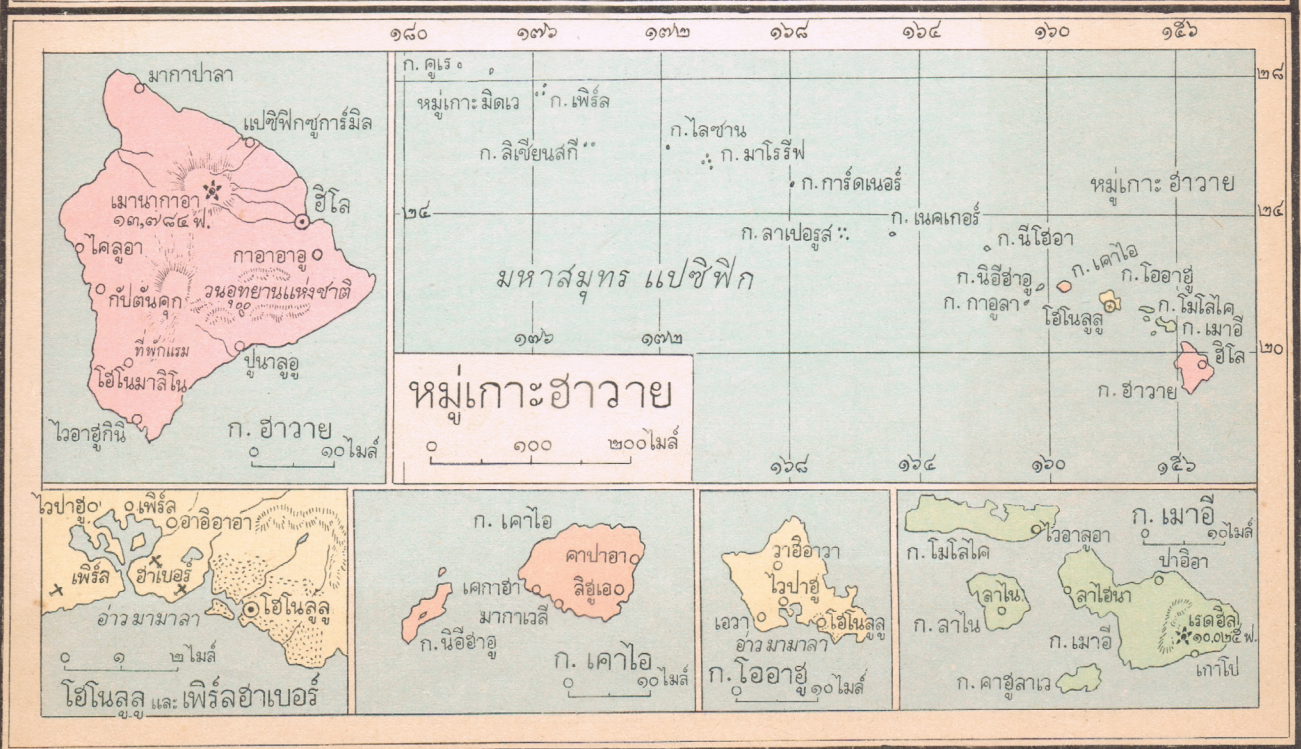 ๑๘๐ ๑๗๖ ๑๗๒ ๑๖๘ ๑๖๔ ๑๖๐ ๑๕๖
มากาปาลา
แปซิฟิกซูการ์มิล
เมานากาอา
๑๓,๗๘๔ ฟ.
ฮิโล
ไคลูอา
กาอาอาอู
กัปตันคุก
วนอุทยานแห่งชาติ
ที่พักแรม
ปูนาลูอู
โฮโนมาลิโน
ไวอาฮูกินิ
ก. ฮาวาย
๐ ๑๐ไมล์
ก. คูเร
๒๘
หมู่เกาะมิดเว
ก. เพิร์ล
ก. ลิเซียนสกี
ก. ไลซาน
ก. มาโรรีฟ
ก. การ์ดเนอร์
หมู่เกาะ ฮาวาย
๒๔
๒๔
ก. เนคเกอร์
ก. ลาเปอรูส
ก. นีโฮอา
มหาสมุทร แปซิฟิก
ก. เคาไอ
ก. นิอีฮาอู
ก. โออาฮู
ก. กาอูลา
โฮโนลูลู
ก. โมโลไค
ก. เมาอี
๑๗๖ ๑๗๒
๒๐
ฮิโล
ก. ฮาวาย
หมู่เกาะฮาวาย
๐ ๑๐๐ ๒๐๐ไมล์
๑๖๘ ๑๖๔ ๑๖๐ ๑๕๖
ไวปาฮู
เพิร์ล
ฮาอิอาอา
เพิร์ล ฮาเบอร์
โฮโนลูลู
อ่าว มามาลา
๐ ๑ ๒ ไมล์
โฮโนลูลู และ เพิร์ลฮาเบอร์
ก. เคาไอ
คาปาอา
เคกาฮา
ลิฮูเอ
มากาเวลี
ก. นิอีฮาอู
ก. เคาไอ
๐ ๑๐ไมล์
วาฮิอาวา
ไวปาฮู
เอวา
โฮโนลูลู
อ่าวมามาลา
ก. โออาฮู
๐ ๑๐ไมล์
ก. เมาอี
๐ ๑๐ไมล์
ไวอาลูอา
ก. โมโลไค
ปาอิอา
ลาไน
ลาไฮนา
ก. ลาไน
เรดฮิล
๑๐,๐๒๕ ฟ.
ก. เมาอี
เกาโป
ก. คาฮูลาเว